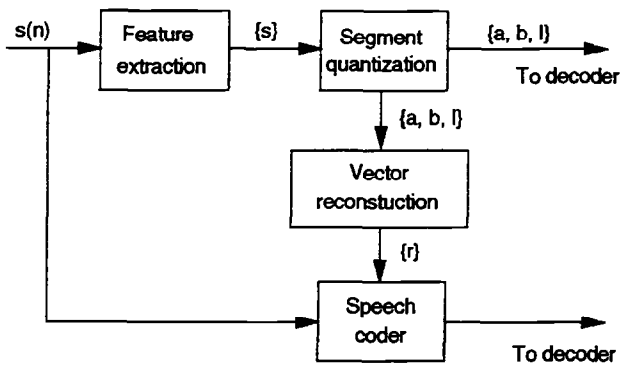 s(n)
Feature
extraction
{s}
Segment
quantization
{a, b, l}
To decoder
{a, b, l}
Vector
reconstuction
{r}
Speech
coder
To decoder